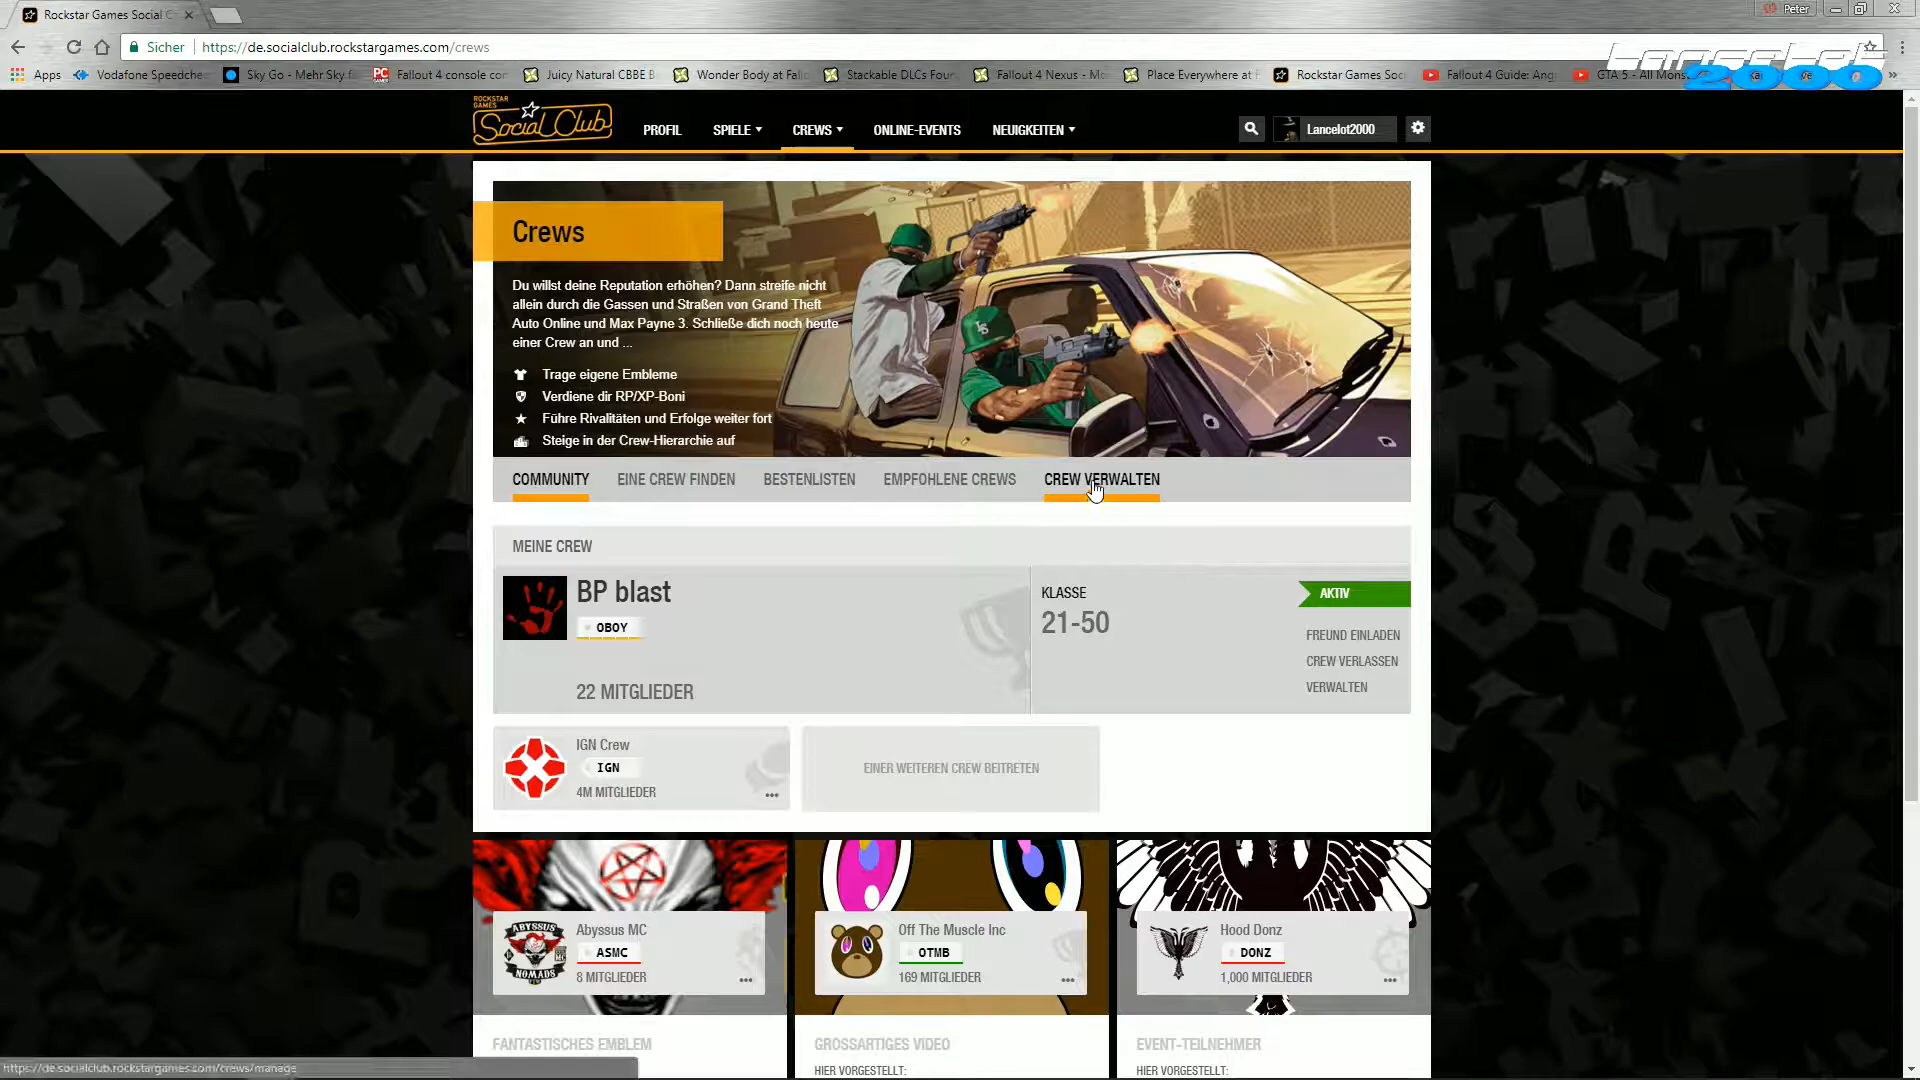 Rockstar Games Social C
Peter
Sicher
https://de.socialclub.rockstargames.com/crews
Apps
Vodafone Speedche
Sky Go - Mehr Sky f
PC
Fallout 4 console co
Juicy Natural CBBE B
Wonder Body at Fall
Stackable DLCs Four
Fallout 4 Nexus - Mo
Place Everywhere at F
Rockstar Games Soc
Fallout 4 Guide: Ang
GTA 5 - All Mons
Lancelot
2000
ROCKSTAR
GAMES
Social Club
PROFIL
SPIELE
CREWS
ONLINE-EVENTS
NEUIGKEITEN
Lancelot2000
Crews
Du willst deine Reputation erhöhen? Dann streife nicht
allein durch die Gassen und Straßen von Grand Theft
Auto Online und Max Payne 3. Schließe dich noch heute
einer Crew an und ...
Trage eigene Embleme
Verdiene dir RP/XP-Boni
Führe Rivalitäten und Erfolge weiter fort
Steige in der Crew-Hierarchie auf
COMMUNITY
EINE CREW FINDEN
BESTENLISTEN
EMPFOHLENE CREWS
CREW VERWALTEN
MEINE CREW
BP blast
OBOY
22 MITGLIEDER
KLASSE
21-50
AKTIV
FREUND EINLADEN
CREW VERLASSEN
VERWALTEN
IGN Crew
IGN
4M MITGLIEDER
EINER WEITEREN CREW BEITRETEN
ABYSSUS
NOMADS
Abyssus MC
ASMC
8 MITGLIEDER
Off The Muscle Inc
OTMB
169 MITGLIEDER
Hood Donz
DONZ
1,000 MITGLIEDER
FANTASTISCHES EMBLEM
GROSSARTIGES VIDEO
EVENT-TEILNEHMER
HIER VORGESTELLT:
HIER VORGESTELLT:
https://de.socialclub.rockstargames.com/crews/manage